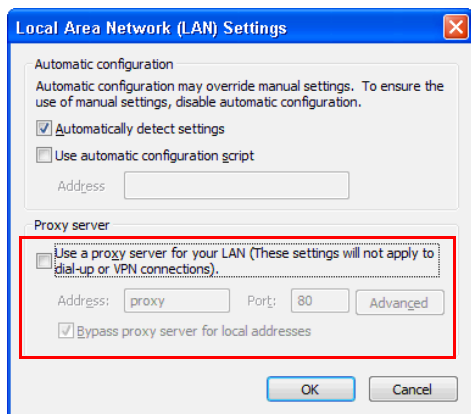 Local Area Network (LAN) Settings
Automatic configuration
Automatic configuration may override manual settings. To ensure the
use of manual settings, disable automatic configuration.
Automatically detect settings
Use automatic configuration script
Address
Proxy server
Use a proxy server for your LAN (These settings will not apply to
dial-up or VPN connections).
Address: proxy Port: 80 Advanced
Bypass proxy server for local addresses
OK Cancel